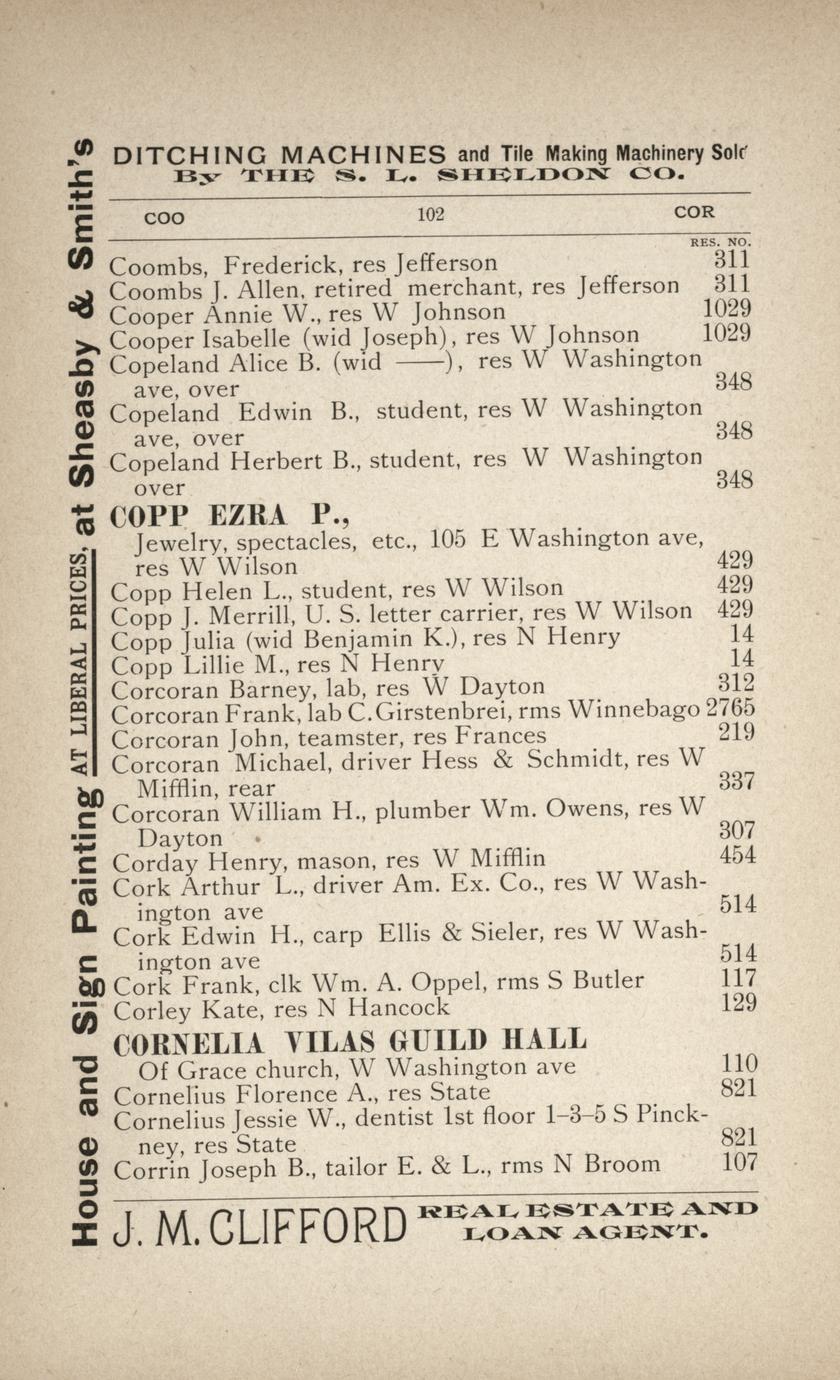 House and Sign Painting AT LIBERAL PRICES, at Sheasby & Smith's
DITCHING MACHINES and Tile Making Machinery Sold
By THE S. L. SHELDON CO.
COO 102 COR
RES. NO.
Coombs, Frederick, res Jefferson 311
Coombs J. Allen, retired merchant, res Jefferson 311
Cooper Annie W., res W Johnson 1029
Cooper Isabelle (wid Joseph), res W Johnson 1029
Copeland Alice B. (wid ——), res W Washington
ave, over 348
Copeland Edwin B., student, res W Washington
ave, over 348
Copeland Herbert B., student, res W Washington
over 348
COPP EZRA P.,
Jewelry, spectacles, etc., 105 E Washington ave,
res W Wilson 429
Copp Helen L., student, res W Wilson 429
Copp J. Merrill, U. S. letter carrier, res W Wilson 429
Copp Julia (wid Benjamin K.), res N Henry 14
Copp Lillie M., res N Henry 14
Corcoran Barney, lab, res W Dayton 312
Corcoran Frank, lab C. Girstenbrei, rms Winnebago 2765
Corcoran John, teamster, res Frances 219
Corcoran Michael, driver Hess & Schmidt, res W
Mifflin, rear 337
Corcoran William H., plumber Wm. Owens, res W
Dayton 307
Corday Henry, mason, res W Mifflin 454
Cork Arthur L., driver Am. Ex. Co., res W Wash-
ington ave 514
Cork Edwin H., carp Ellis & Sieler, res W Wash-
ington ave 514
Cork Frank, clk Wm. A. Oppel, rms S Butler 117
Corley Kate, res N Hancock 129
CORNELIA VILAS GUILD HALL
Of Grace church, W Washington ave 110
Cornelius Florence A., res State 821
Cornelius Jessie W., dentist 1st floor 1–3–5 S Pinck-
ney, res State 821
Corrin Joseph B., tailor E. & L., rms N Broom 107
J. M. CLIFFORD REAL ESTATE AND
LOAN AGENT.